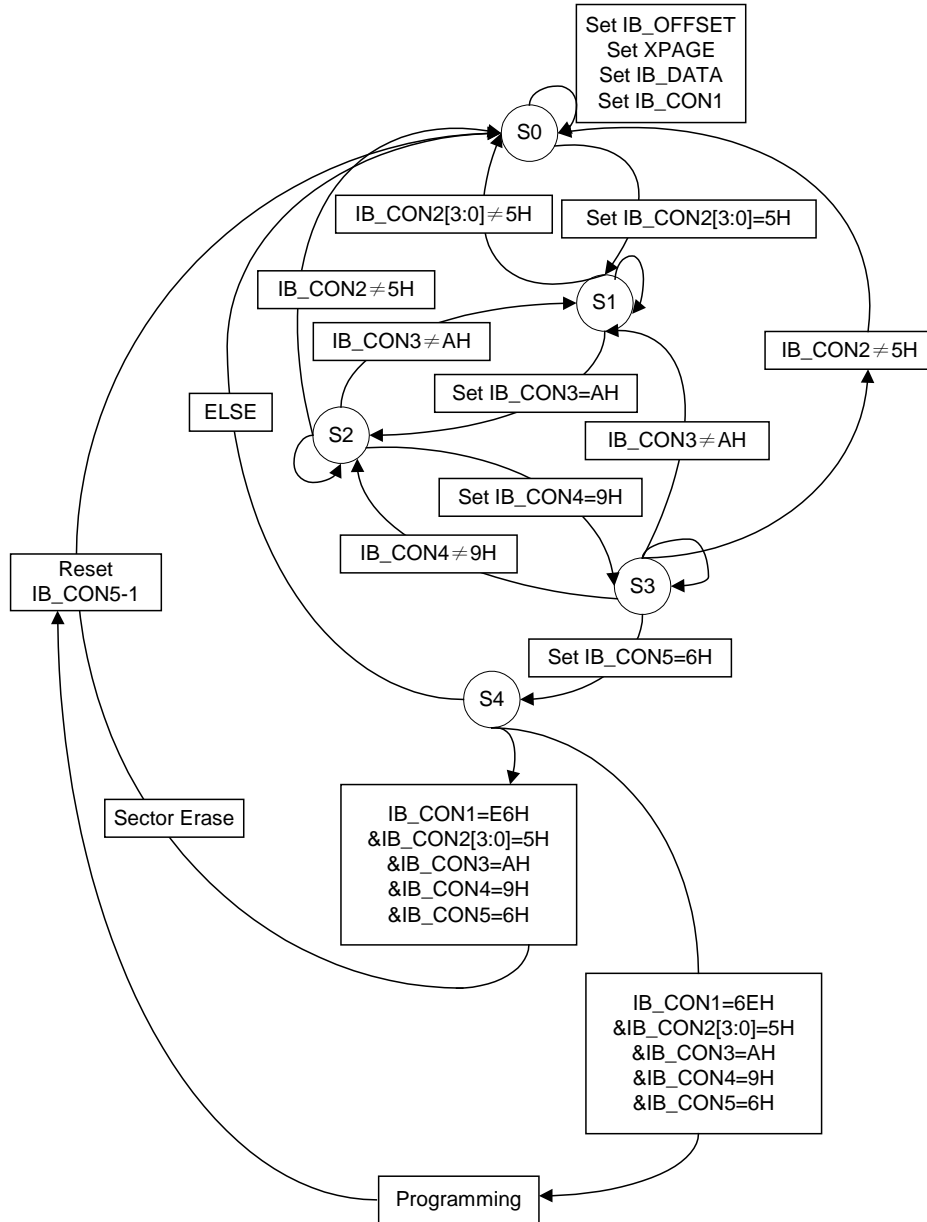 Set IB_OFFSET
Set XPAGE
Set IB_DATA
Set IB_CON1
S0
IB_CON2[3:0]≠5H
Set IB_CON2[3:0]=5H
IB_CON2≠5H
S1
IB_CON3≠AH
IB_CON2≠5H
Set IB_CON3=AH
ELSE
S2
IB_CON3≠AH
Set IB_CON4=9H
IB_CON4≠9H
Reset
IB_CON5-1
S3
Set IB_CON5=6H
S4
Sector Erase
IB_CON1=E6H
&IB_CON2[3:0]=5H
&IB_CON3=AH
&IB_CON4=9H
&IB_CON5=6H
IB_CON1=6EH
&IB_CON2[3:0]=5H
&IB_CON3=AH
&IB_CON4=9H
&IB_CON5=6H
Programming